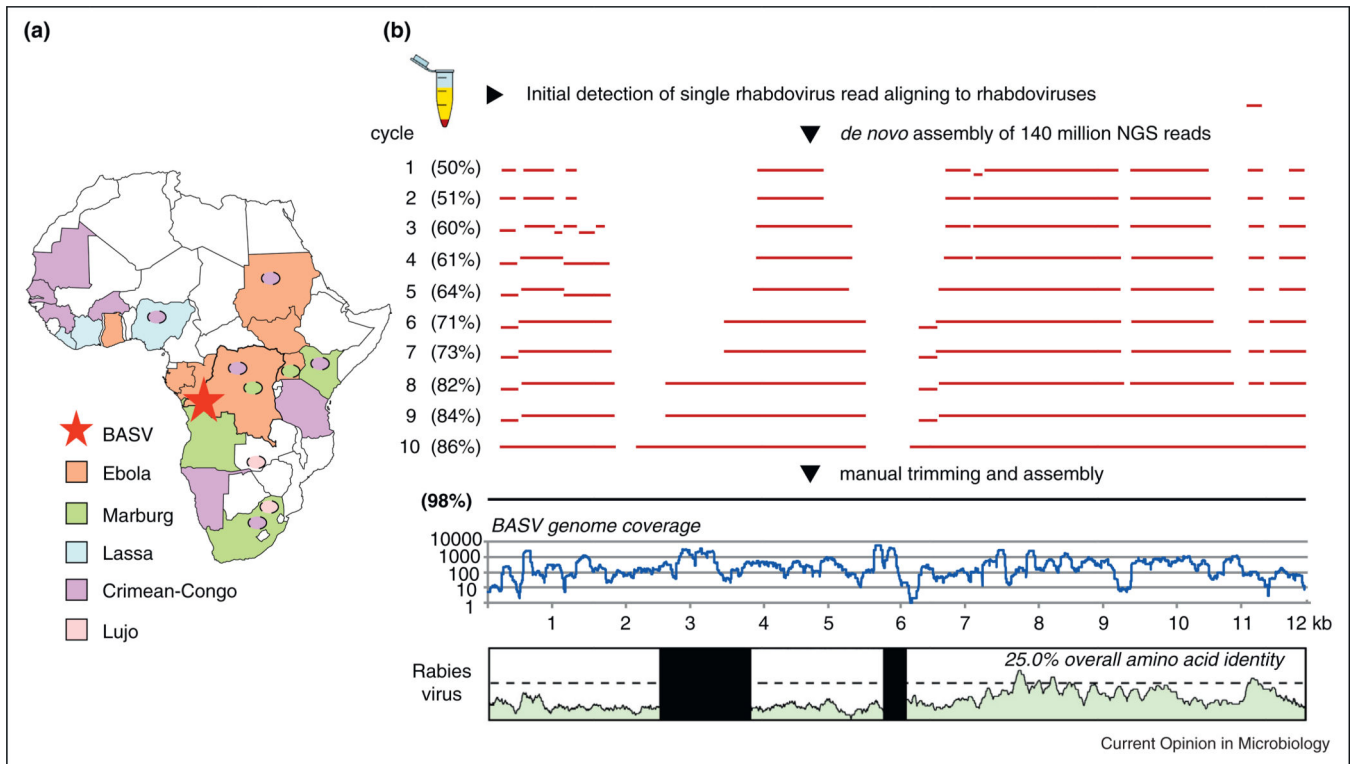 (a)
BASV
Ebola
Marburg
Lassa
Crimean-Congo
Lujo
(b)
Initial detection of single rhabdovirus read aligning to rhabdoviruses
cycle
de novo assembly of 140 million NGS reads
1 (50%)
2 (51%)
3 (60%)
4 (61%)
5 (64%)
6 (71%)
7 (73%)
8 (82%)
9 (84%)
10 (86%)
manual trimming and assembly
(98%)
BASV genome coverage
10000
1000
100
10
1
1 2 3 4 5 6 7 8 9 10 11 12 kb
Rabies
virus
25.0% overall amino acid identity
Current Opinion in Microbiology